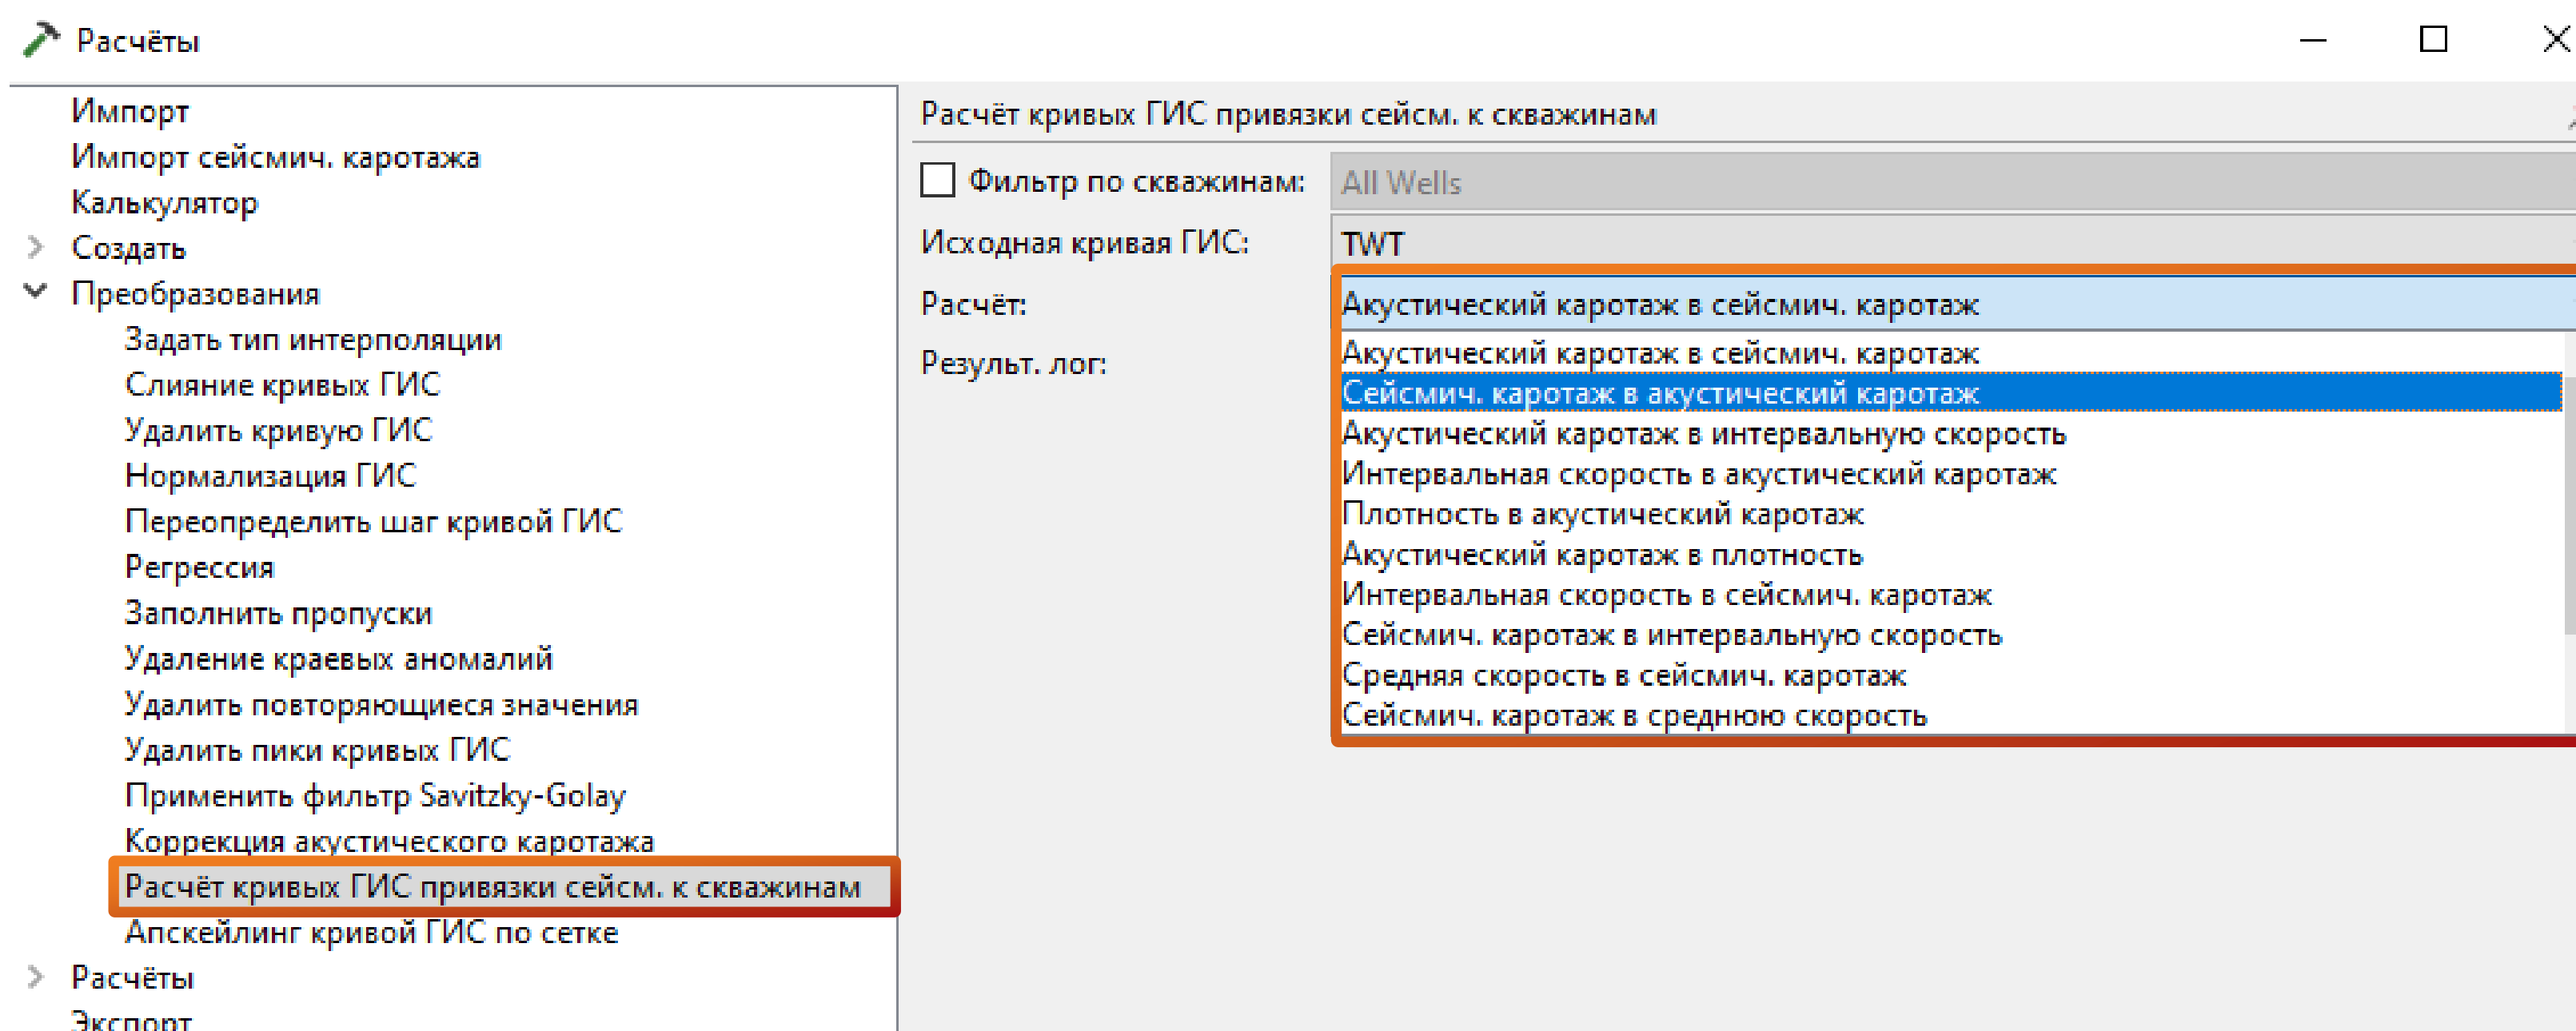 Расчёты
Импорт
Импорт сейсмич. каротажа
Калькулятор
Создать
Преобразования
Задать тип интерполяции
Слияние кривых ГИС
Удалить кривую ГИС
Нормализация ГИС
Переопределить шаг кривой ГИС
Регрессия
Заполнить пропуски
Удаление краевых аномалий
Удалить повторяющиеся значения
Удалить пики кривых ГИС
Применить фильтр Savitzky-Golay
Коррекция акустического каротажа
Расчёт кривых ГИС привязки сейсм. к скважинам
Апскейлинг кривой ГИС по сетке
Расчёты
Экспорт
Расчёт кривых ГИС привязки сейсм. к скважинам
Фильтр по скважинам: All Wells
Исходная кривая ГИС: TWT
Расчёт: Акустический каротаж в сейсмич. каротаж
Результ. лог:
Акустический каротаж в сейсмич. каротаж
Сейсмич. каротаж в акустический каротаж
Акустический каротаж в интервальную скорость
Интервальная скорость в акустический каротаж
Плотность в акустический каротаж
Акустический каротаж в плотность
Интервальная скорость в сейсмич. каротаж
Сейсмич. каротаж в интервальную скорость
Средняя скорость в сейсмич. каротаж
Сейсмич. каротаж в среднюю скорость